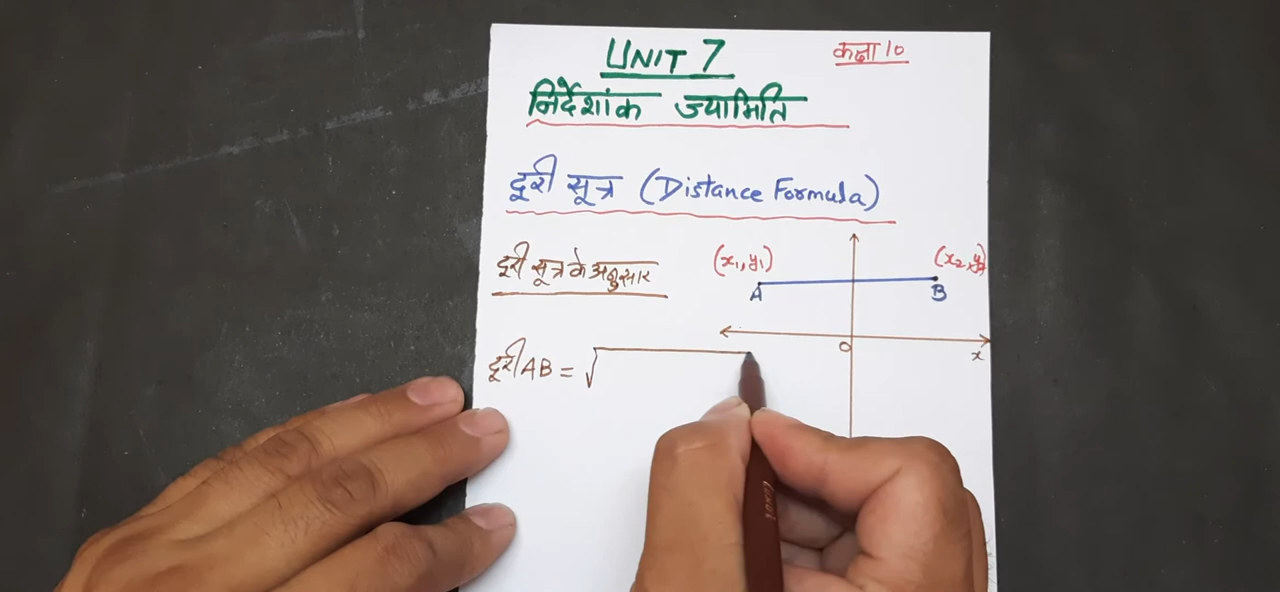 UNIT 7
कक्षा 10
निर्देशांक ज्यामिति
दूरी सूत्र (Distance Formula)
दूरी सूत्र के अनुसार
(x₁, y₁)
(x₂, y₂)
A
B
O
x
दूरी AB = √